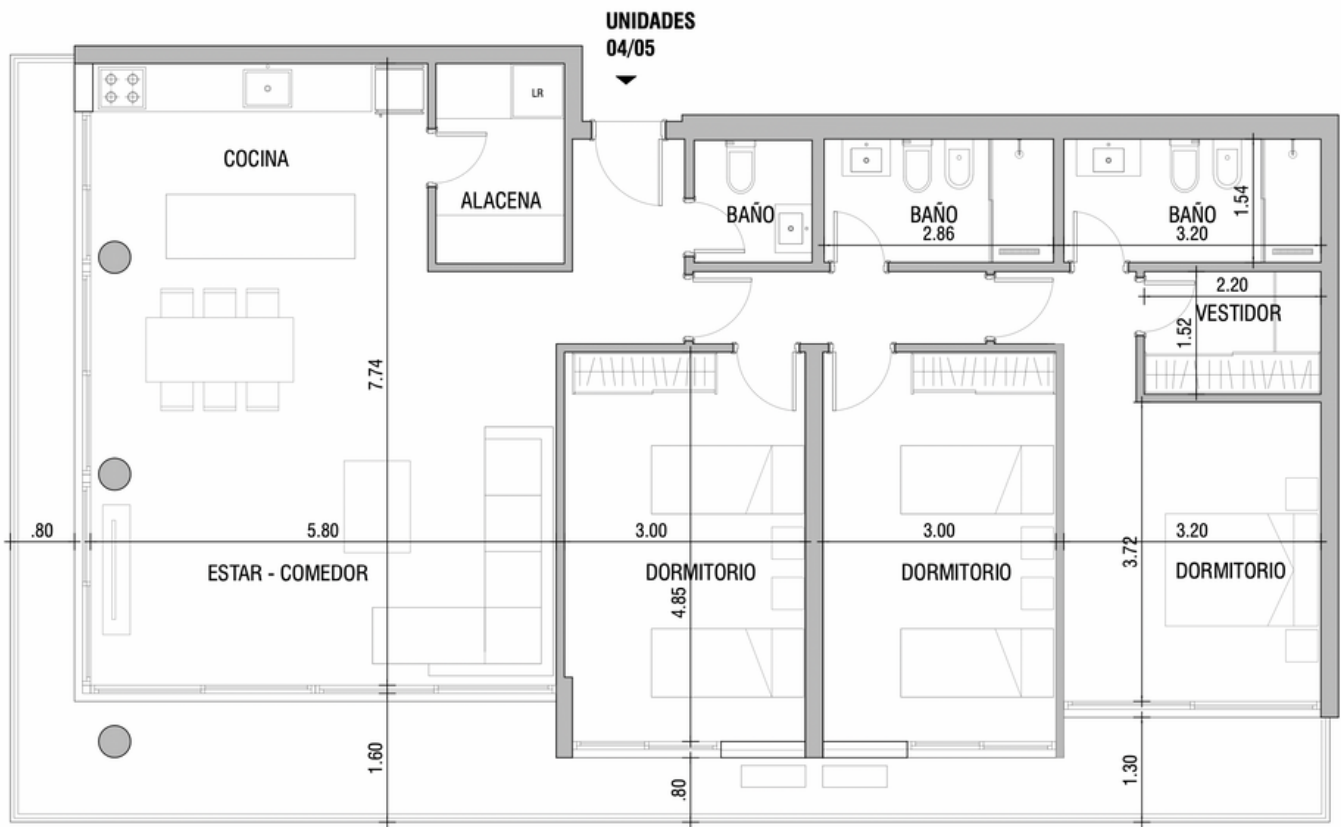 UNIDADES
04/05
LR
COCINA
ALACENA
BAÑO
BAÑO
2.86
BAÑO
3.20
1.54
2.20
VESTIDOR
1.52
7.74
.80
5.80
3.00
3.00
3.20
3.72
ESTAR - COMEDOR
DORMITORIO
DORMITORIO
DORMITORIO
4.85
1.60
.80
1.30